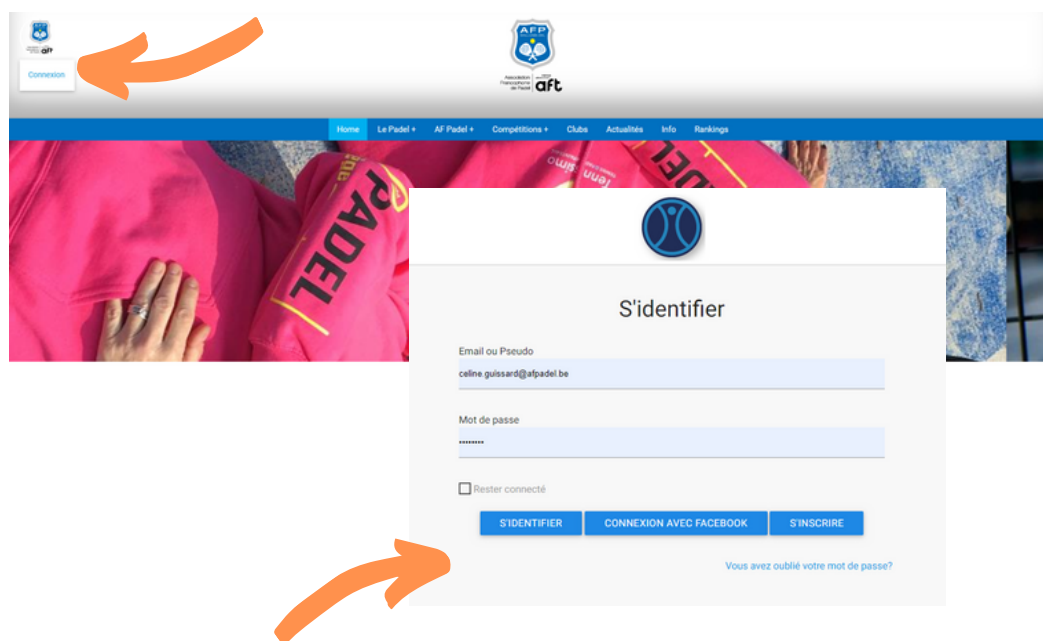 aft
Connexion
AFP
Association
Francophone
de Padel
aft
Home Le Padel + AF Padel + Compétitions + Clubs Actualités Info Rankings
PADEL
PADEL
S'identifier
Email ou Pseudo
celine.guissard@afpadel.be
Mot de passe
••••••••
Rester connecté
S'IDENTIFIER CONNEXION AVEC FACEBOOK S'INSCRIRE
Vous avez oublié votre mot de passe?